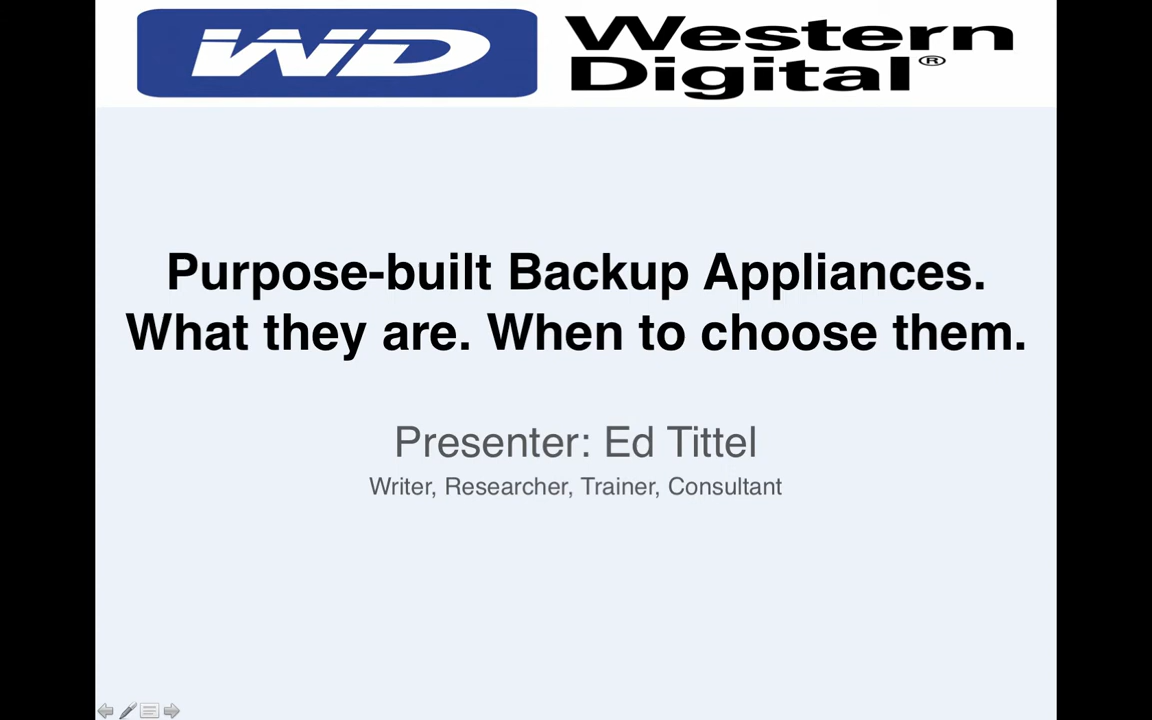 WD Western
Digital®
Purpose-built Backup Appliances.
What they are. When to choose them.
Presenter: Ed Tittel
Writer, Researcher, Trainer, Consultant